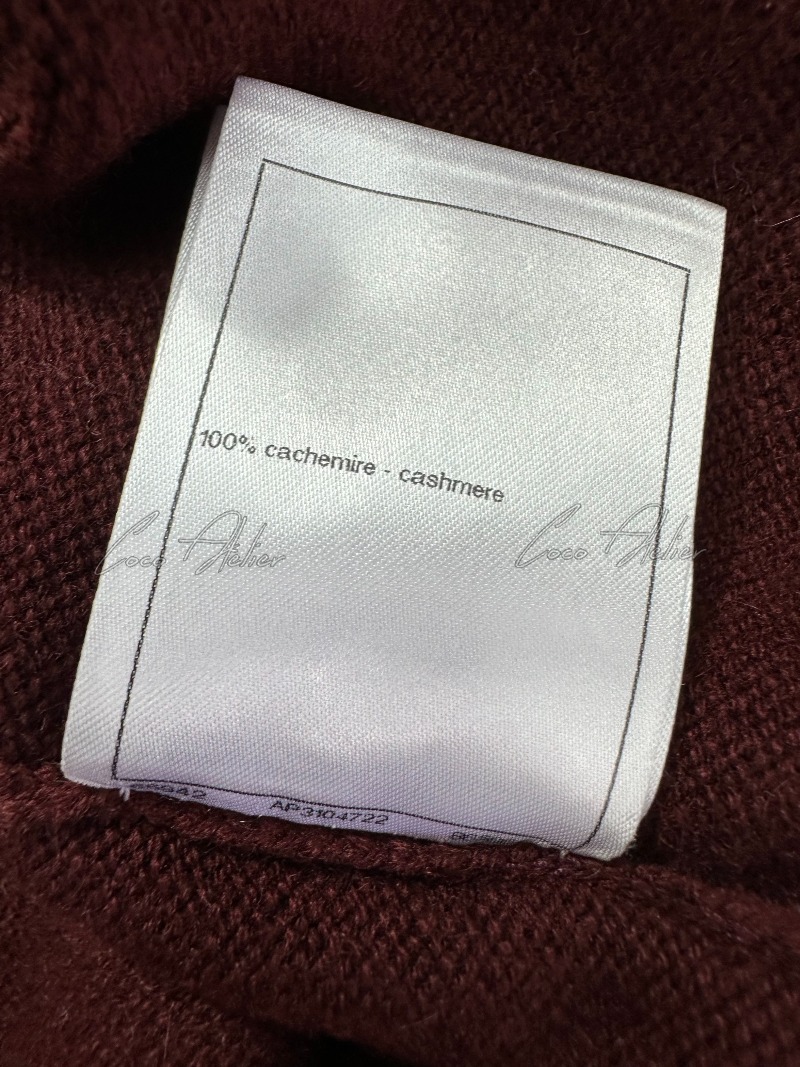 100% cachemire - cashmere
Coco Atelier Coco Atelier
AP3104722